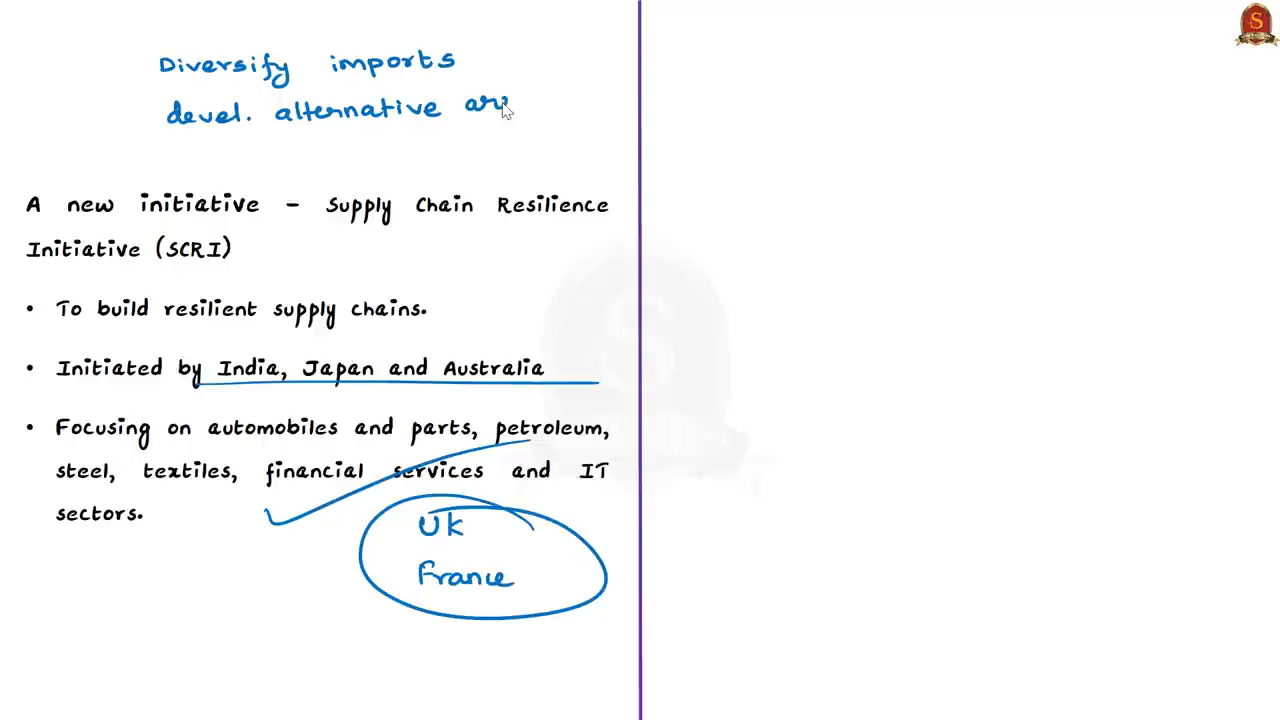 Diversify imports
devel. alternative
A new initiative - Supply Chain Resilience
Initiative (SCRI)
• To build resilient supply chains.
• Initiated by India, Japan and Australia
• Focusing on automobiles and parts, petroleum,
steel, textiles, financial services and IT
sectors.
UK
France
S